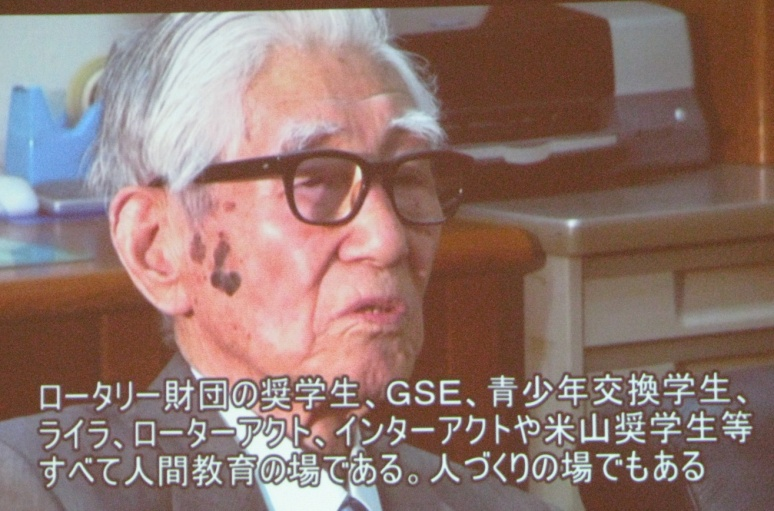 ロータリー財団の奨学生、GSE、青少年交換学生、
ライラ、ローターアクト、インターアクトや米山奨学生等
すべて人間教育の場である。人づくりの場でもある